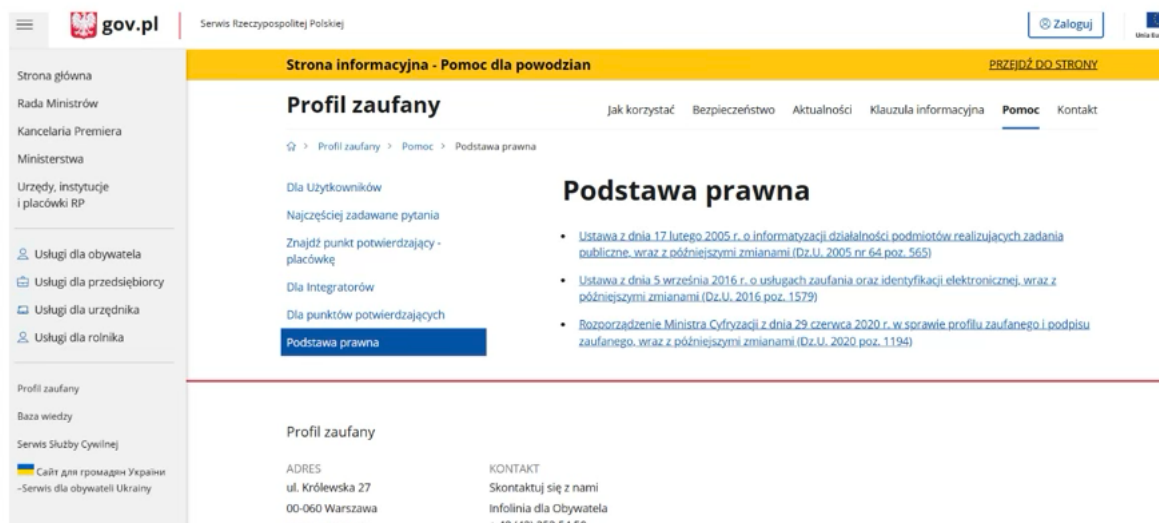 gov.pl
Serwis Rzeczypospolitej Polskiej
Zaloguj
Strona główna
Rada Ministrów
Kancelaria Premiera
Ministerstwa
Urzędy, instytucje
i placówki RP
Usługi dla obywatela
Usługi dla przedsiębiorcy
Usługi dla urzędnika
Usługi dla rolnika
Profil zaufany
Baza wiedzy
Serwis Służby Cywilnej
Сайт для громадян України
–Serwis dla obywateli Ukrainy
Strona informacyjna - Pomoc dla powodzian
PRZEJDŹ DO STRONY
Profil zaufany
Jak korzystać Bezpieczeństwo Aktualności Klauzula informacyjna Pomoc Kontakt
> Profil zaufany > Pomoc > Podstawa prawna
Dla Użytkowników
Najczęściej zadawane pytania
Znajdź punkt potwierdzający -
placówkę
Dla Integratorów
Dla punktów potwierdzających
Podstawa prawna
Podstawa prawna
Ustawa z dnia 17 lutego 2005 r. o informatyzacji działalności podmiotów realizujących zadania
publiczne, wraz z późniejszymi zmianami (Dz.U. 2005 nr 64 poz. 565)
Ustawa z dnia 5 września 2016 r. o usługach zaufania oraz identyfikacji elektronicznej, wraz z
późniejszymi zmianami (Dz.U. 2016 poz. 1579)
Rozporządzenie Ministra Cyfryzacji z dnia 29 czerwca 2020 r. w sprawie profilu zaufanego i podpisu
zaufanego, wraz z późniejszymi zmianami (Dz.U. 2020 poz. 1194)
Profil zaufany
ADRES
ul. Królewska 27
00-060 Warszawa
KONTAKT
Skontaktuj się z nami
Infolinia dla Obywatela